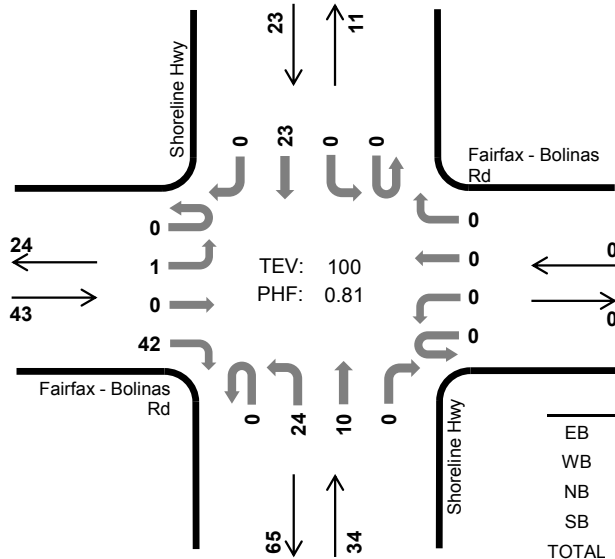 23
11
Shoreline Hwy
0
23
0
0
Fairfax - Bolinas
Rd
0
0
24
1
TEV: 100
0
0
43
0
PHF: 0.81
0
0
42
0
Fairfax - Bolinas
Rd
0
24
10
0
Shoreline Hwy
EB
WB
NB
SB
TOTAL
65
34